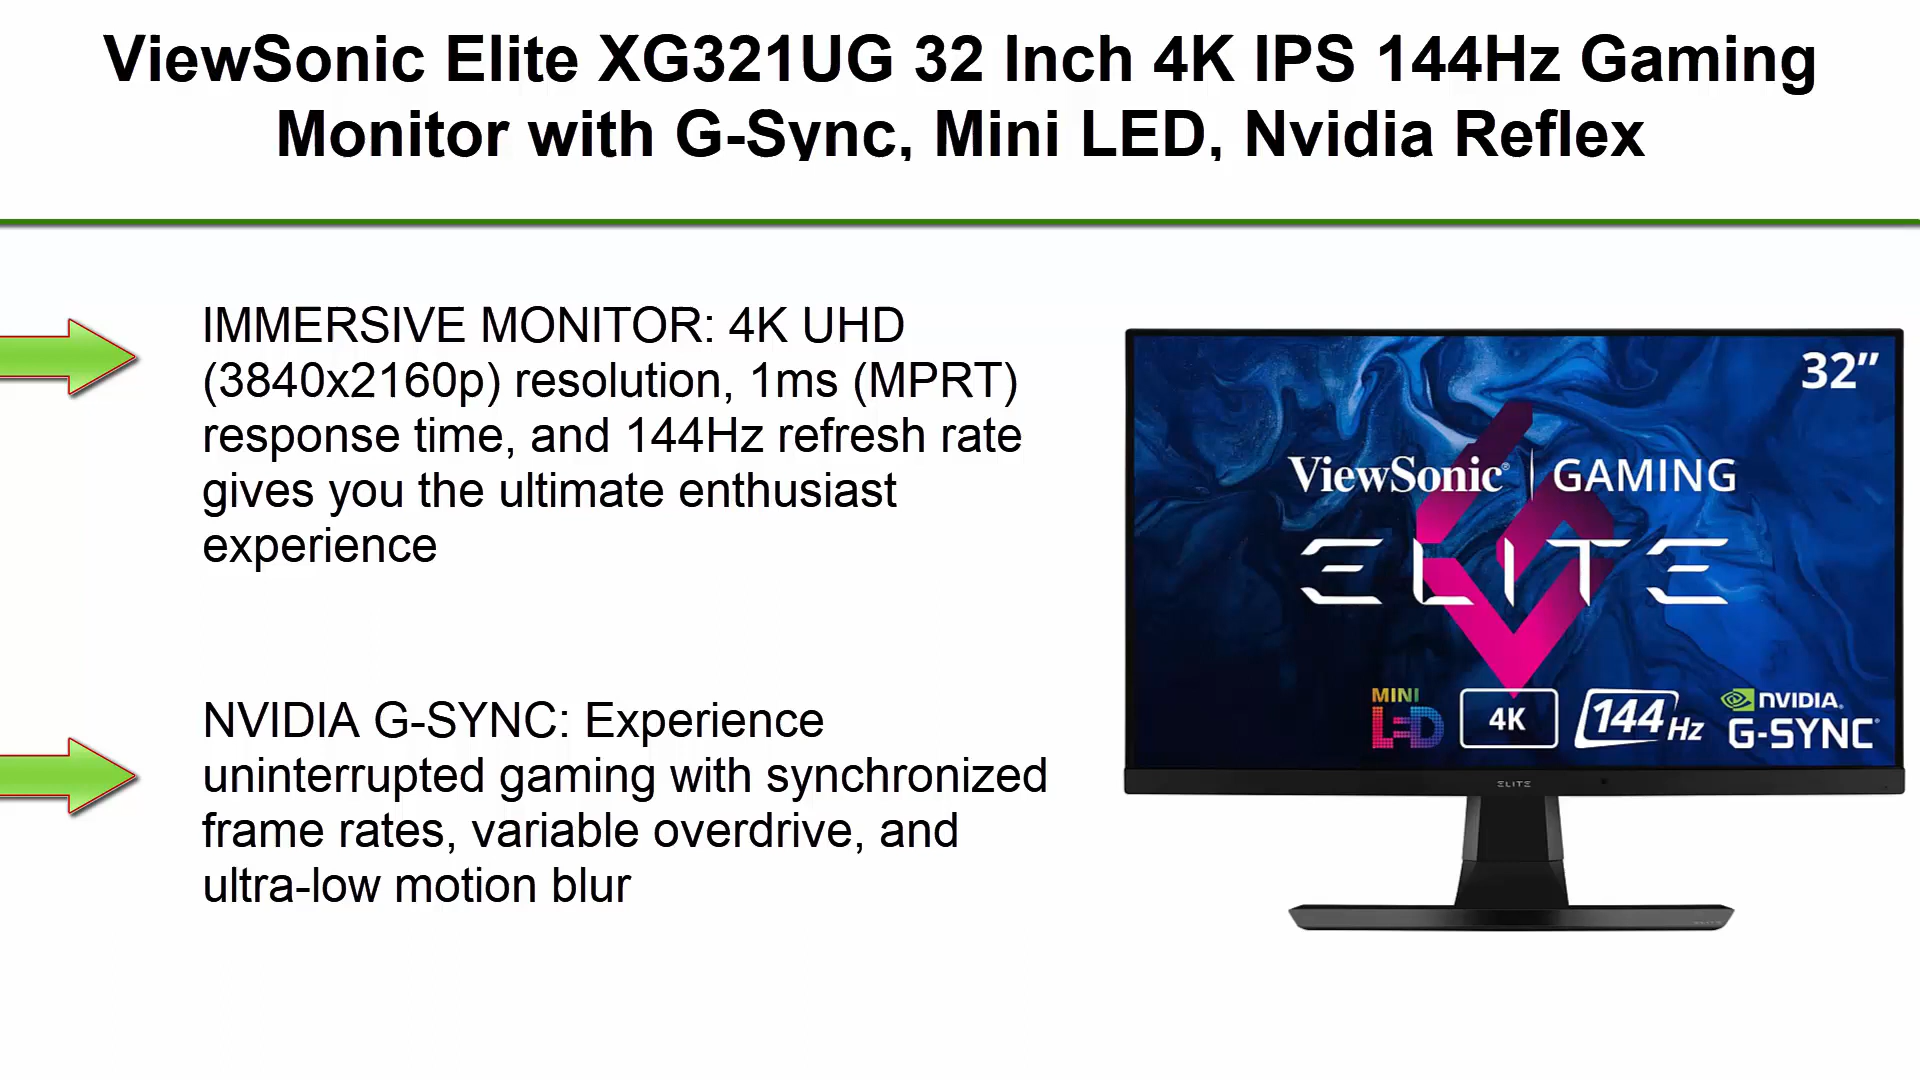 ViewSonic Elite XG321UG 32 Inch 4K IPS 144Hz Gaming
Monitor with G-Sync, Mini LED, Nvidia Reflex
IMMERSIVE MONITOR: 4K UHD
(3840x2160p) resolution, 1ms (MPRT)
response time, and 144Hz refresh rate
gives you the ultimate enthusiast
experience
NVIDIA G-SYNC: Experience
uninterrupted gaming with synchronized
frame rates, variable overdrive, and
ultra-low motion blur
32”
ViewSonic® | GAMING
ELITE
MINI
LED
4K
144Hz
NVIDIA.
G-SYNC
ELITE